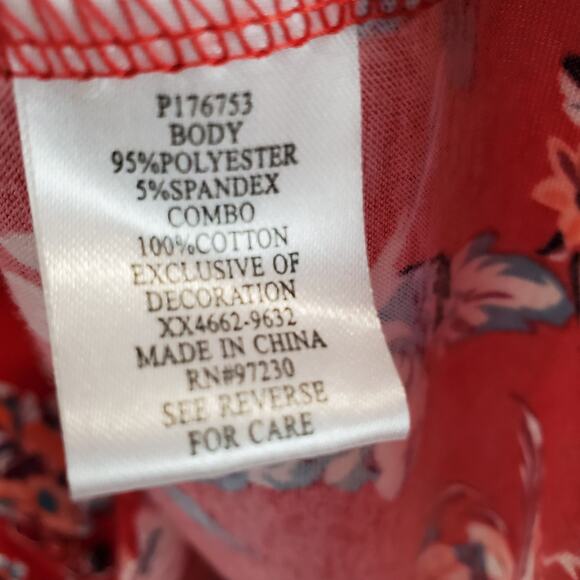 P176753
BODY
95%POLYESTER
5%SPANDEX
COMBO
100%COTTON
EXCLUSIVE OF
DECORATION
XX4662-9632
MADE IN CHINA
RN#97230
SEE REVERSE
FOR CARE